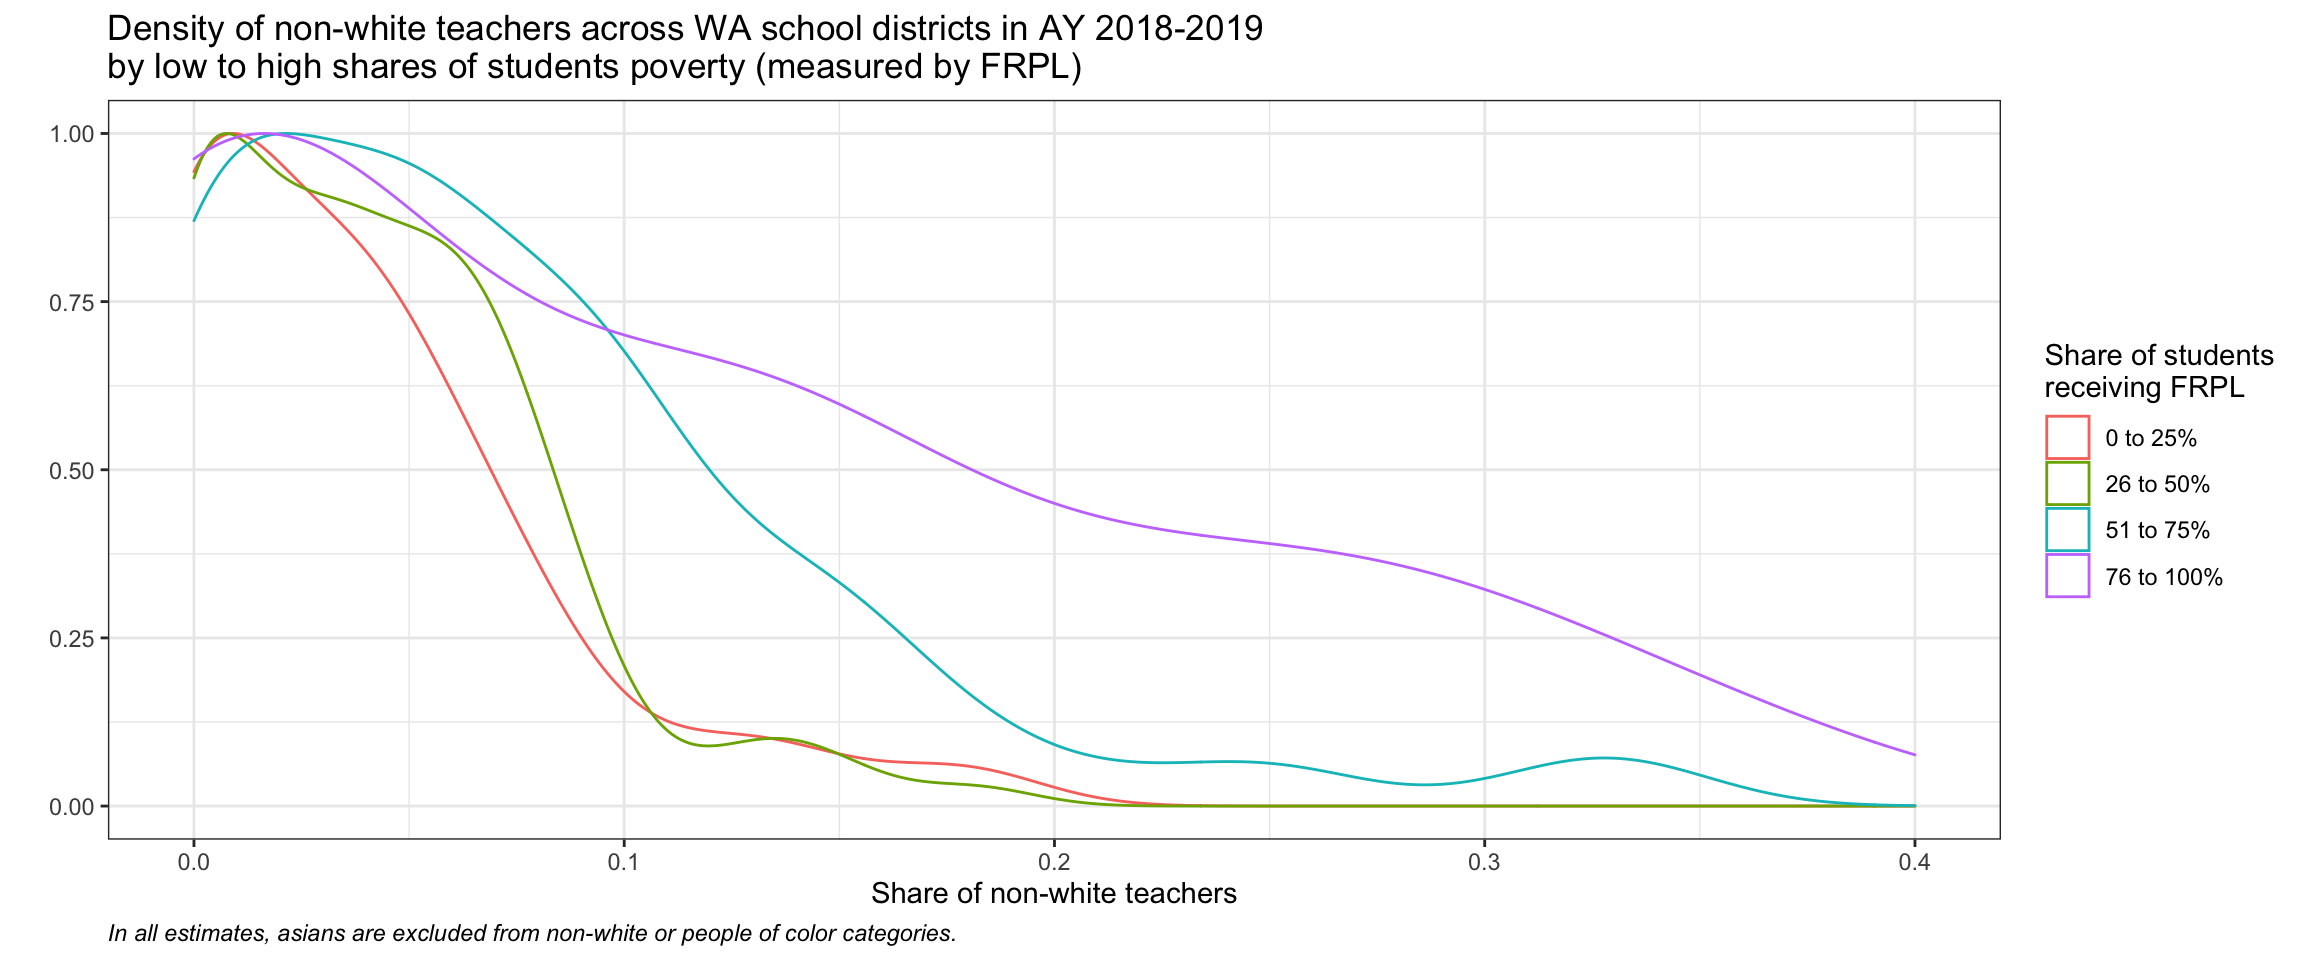 Density of non-white teachers across WA school districts in AY 2018-2019
by low to high shares of students poverty (measured by FRPL)
1.00
0.75
0.50
0.25
0.00
0.0
0.1
0.2
0.3
0.4
Share of non-white teachers
Share of students
receiving FRPL
0 to 25%
26 to 50%
51 to 75%
76 to 100%
In all estimates, asians are excluded from non-white or people of color categories.